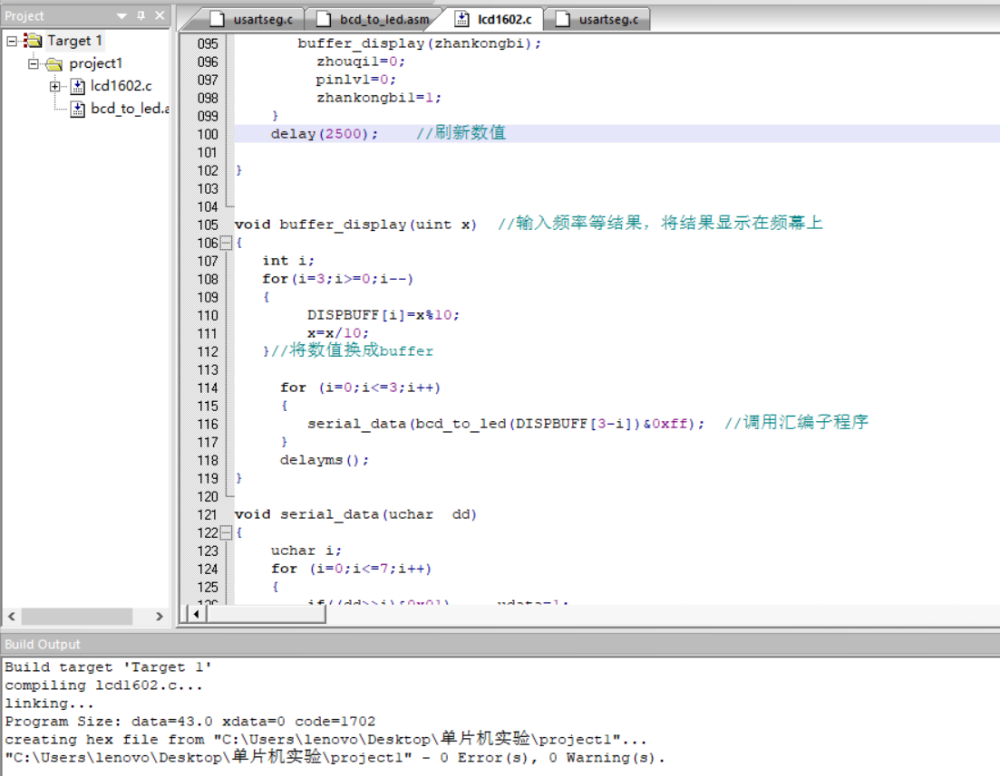 Project
usartseg.c
bcd_to_led.asm
lcd1602.c
usartseg.c
Target 1
project1
lcd1602.c
bcd_to_led.a
095 buffer_display(zhankongbi);
096 zhouqi1=0;
097 pinlv1=0;
098 zhankongbi1=1;
099 }
100 delay(2500); //刷新数值
101
102 }
103
104
105 void buffer_display(uint x) //输入频率等结果，将结果显示在频幕上
106 {
107 int i;
108 for(i=3;i>=0;i--)
109 {
110 DISPBUFF[i]=x%10;
111 x=x/10;
112 }//将数值换成buffer
113
114 for (i=0;i<=3;i++)
115 {
116 serial_data(bcd_to_led(DISPBUFF[3-i])&0xff); //调用汇编子程序
117 }
118 delayms();
119 }
120
121 void serial_data(uchar dd)
122 {
123 uchar i;
124 for (i=0;i<=7;i++)
125 {
Build Output
Build target 'Target 1'
compiling lcd1602.c...
linking...
Program Size: data=43.0 xdata=0 code=1702
creating hex file from "C:\Users\lenovo\Desktop\单片机实验\project1"...
"C:\Users\lenovo\Desktop\单片机实验\project1" - 0 Error(s), 0 Warning(s).